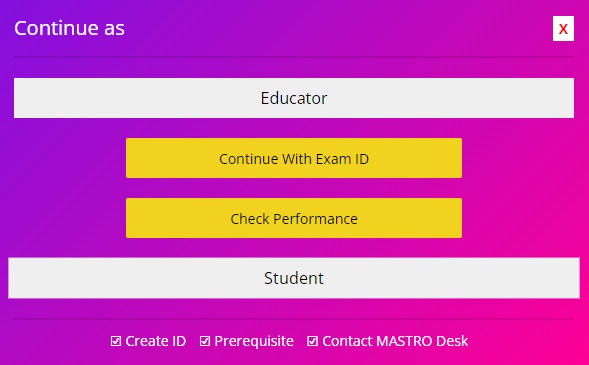 Continue as
X
Educator
Continue With Exam ID
Check Performance
Student
☑ Create ID ☑ Prerequisite ☑ Contact MASTRO Desk